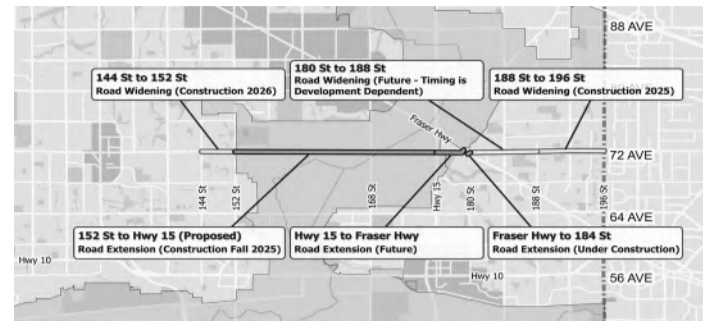 88 AVE
144 St to 152 St
Road Widening (Construction 2026)
180 St to 188 St
Road Widening (Future - Timing is
Development Dependent)
188 St to 196 St
Road Widening (Construction 2025)
Fraser Hwy
72 AVE
144 St
152 St
168 St
Hwy 15
180 St
188 St
196 St
64 AVE
152 St to Hwy 15 (Proposed)
Road Extension (Construction Fall 2025)
Hwy 15 to Fraser Hwy
Road Extension (Future)
Fraser Hwy to 184 St
Road Extension (Under Construction)
Hwy 10
Hwy 10
56 AVE